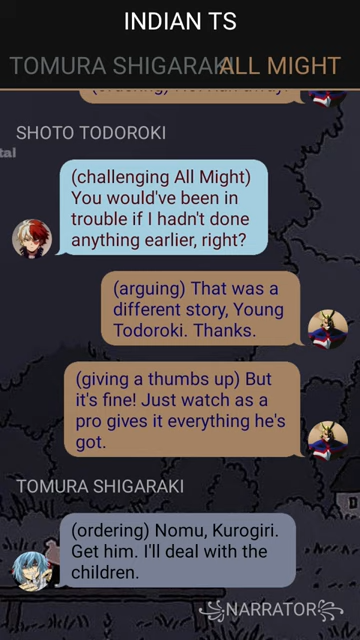 INDIAN TS
TOMURA SHIGARAKI
ALL MIGHT
SHOTO TODOROKI
tal
(challenging All Might)
You would've been in
trouble if I hadn't done
anything earlier, right?
(arguing) That was a
different story, Young
Todoroki. Thanks.
(giving a thumbs up) But
it's fine! Just watch as a
pro gives it everything he's
got.
TOMURA SHIGARAKI
(ordering) Nomu, Kurogiri.
Get him. I'll deal with the
children.
꧁NARRATOR꧂